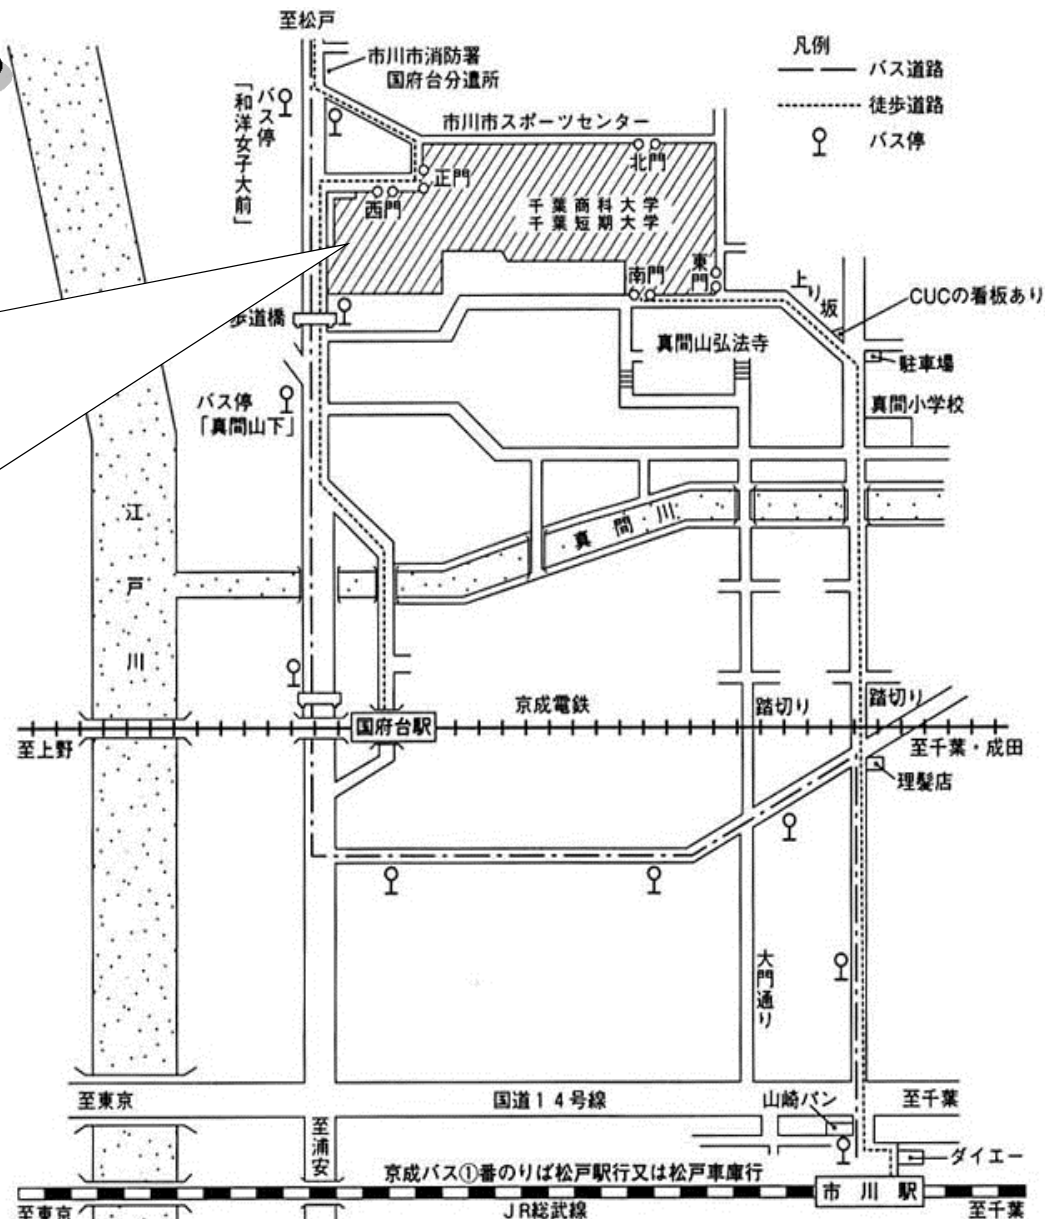 至松戸
市川市消防署
国府台分遣所
バス停
「和洋女子大前」
凡例
バス道路
徒歩道路
バス停
市川市スポーツセンター
北門
正門
西門
千葉商科大学
千葉短期大学
南門
東門
上り坂
CUCの看板あり
歩道橋
真間山弘法寺
駐車場
バス停
「真間山下」
真間小学校
江戸川
真間川
京成電鉄
踏切り
踏切り
国府台駅
至上野
至千葉・成田
理髪店
大門通り
至東京
国道14号線
山崎パン
至千葉
至浦安
ダイエー
京成バス①番のりば松戸駅行又は松戸車庫行
市川駅
至東京
JR総武線
至千葉